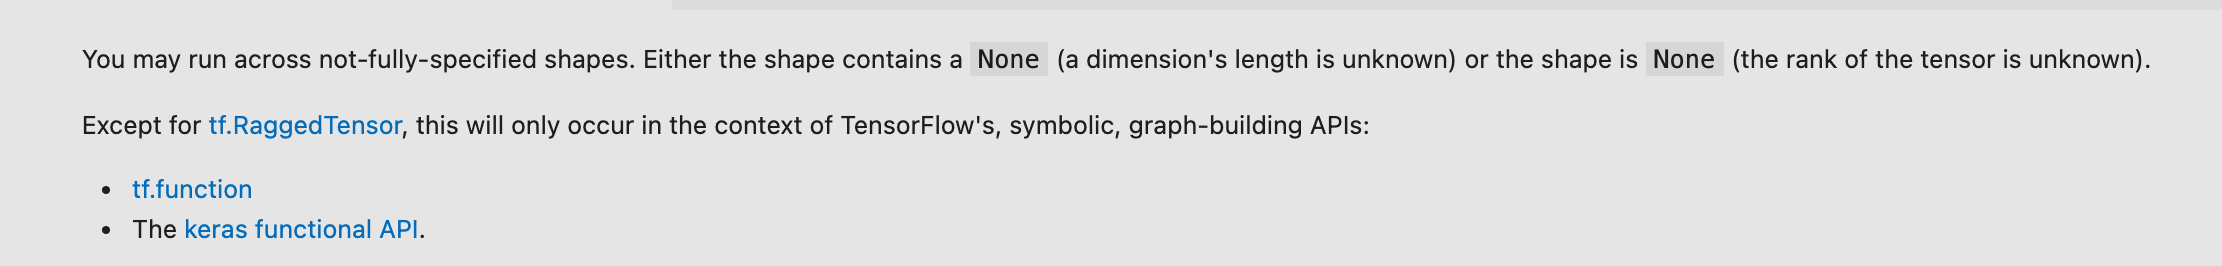 You may run across not-fully-specified shapes. Either the shape contains a None (a dimension's length is unknown) or the shape is None (the rank of the tensor is unknown).
Except for tf.RaggedTensor, this will only occur in the context of TensorFlow's, symbolic, graph-building APIs:
• tf.function
• The keras functional API.